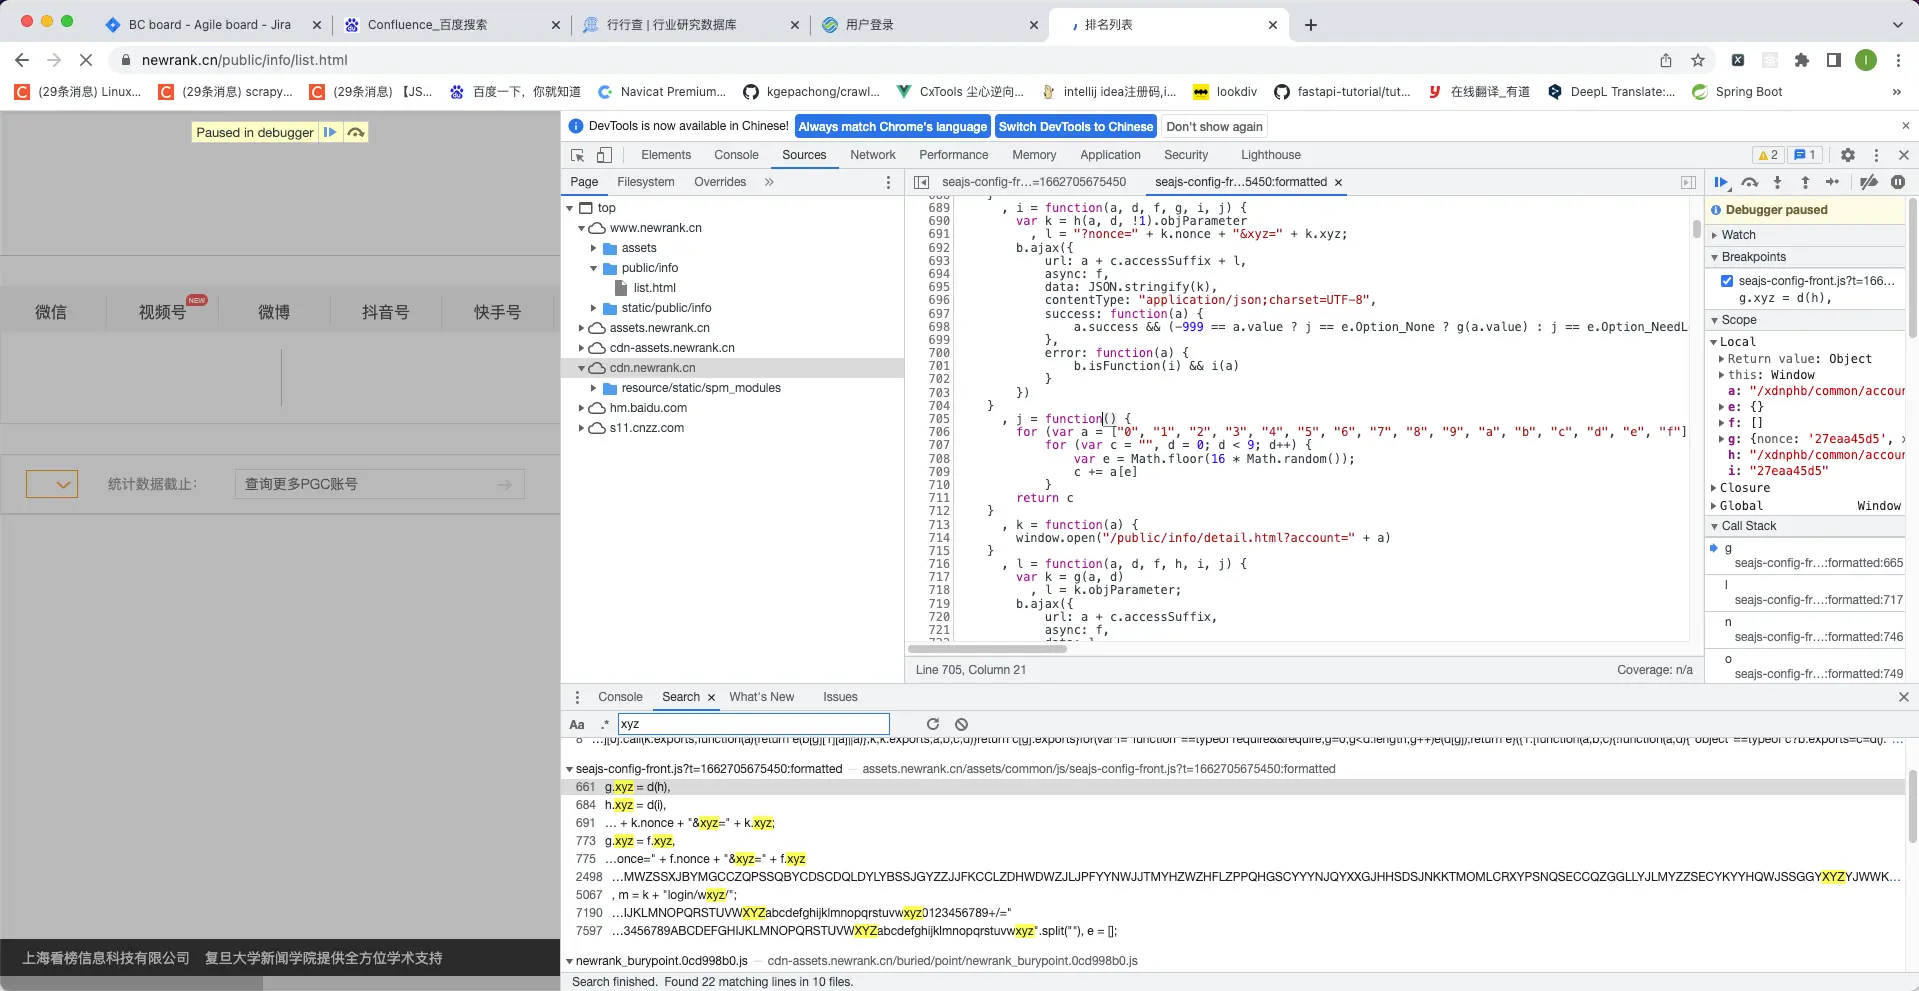 BC board - Agile board - Jira
Confluence_百度搜索
行行查 | 行业研究数据库
用户登录
排名列表
newrank.cn/public/info/list.html
I
(29条消息) Linux...
(29条消息) scrapy...
(29条消息) 【JS...
百度一下，你就知道
Navicat Premium...
kgepachong/crawl...
CxTools 尘心逆向...
intellij idea注册码,i...
lookdiv
fastapi-tutorial/tut...
在线翻译_有道
DeepL Translate:...
Spring Boot
»
Paused in debugger
DevTools is now available in Chinese!
Always match Chrome's language
Switch DevTools to Chinese
Don't show again
Elements
Console
Sources
Network
Performance
Memory
Application
Security
Lighthouse
2
1
Page
Filesystem
Overrides
»
seajs-config-fr...=1662705675450
seajs-config-fr...5450:formatted
top
www.newrank.cn
assets
public/info
list.html
static/public/info
assets.newrank.cn
cdn-assets.newrank.cn
cdn.newrank.cn
resource/static/spm_modules
hm.baidu.com
s11.cnzz.com
微信
视频号
NEW
微博
抖音号
快手号
统计数据截止：
查询更多PGC账号
上海看榜信息科技有限公司 复旦大学新闻学院提供全方位学术支持
689 , i = function(a, d, f, g, i, j) {
690 var k = h(a, d, !1).objParameter
691 , l = "?nonce=" + k.nonce + "&xyz=" + k.xyz;
692 b.ajax({
693 url: a + c.accessSuffix + l,
694 async: f,
695 data: JSON.stringify(k),
696 contentType: "application/json;charset=UTF-8",
697 success: function(a) {
698 a.success && (-999 == a.value ? j == e.Option_None ? g(a.value) : j == e.Option_NeedL
699 },
700 error: function(a) {
701 b.isFunction(i) && i(a)
702 }
703 })
704 }
705 , j = function() {
706 for (var a = ["0", "1", "2", "3", "4", "5", "6", "7", "8", "9", "a", "b", "c", "d", "e", "f"]
707 for (var c = "", d = 0; d < 9; d++) {
708 var e = Math.floor(16 * Math.random());
709 c += a[e]
710 }
711 return c
712 }
713 , k = function(a) {
714 window.open("/public/info/detail.html?account=" + a)
715 }
716 , l = function(a, d, f, h, i, j) {
717 var k = g(a, d)
718 , l = k.objParameter;
719 b.ajax({
720 url: a + c.accessSuffix,
721 async: f,
Line 705, Column 21
Coverage: n/a
Debugger paused
Watch
Breakpoints
seajs-config-front.js?t=166...
g.xyz = d(h),
Scope
Local
Return value: Object
this: Window
a: "/xdnphb/common/accour
e: {}
f: []
g: {nonce: '27eaa45d5',
h: "/xdnphb/common/accour
i: "27eaa45d5"
Closure
Global
Window
Call Stack
g
seajs-config-fr...:formatted:665
l
seajs-config-fr...:formatted:717
n
seajs-config-fr...:formatted:746
o
seajs-config-fr...:formatted:749
Console
Search
What's New
Issues
Aa
.*
xyz
seajs-config-front.js?t=1662705675450:formatted — assets.newrank.cn/assets/common/js/seajs-config-front.js?t=1662705675450:formatted
661 g.xyz = d(h),
684 h.xyz = d(i),
691 ... + k.nonce + "&xyz=" + k.xyz;
773 g.xyz = f.xyz,
775 ...once=" + f.nonce + "&xyz=" + f.xyz
2498 ...MWZSSXJBYMGCCZQPSSQBYCDSCDQLDYLYBSSJGYZZJJFKCCLZDHWDWZJLJPFYYNWJJTMYHZWZHFLZPPQHGSCYYYNJQYXXGJHHSDSJNKKTMOMLCRXYPSNQSECCQZGGLLYJLMYZZSECYKYYHQWJSSGGYXYZYJWWK...
5067 , m = k + "login/wxyz/";
7190 ...IJKLMNOPQRSTUVWXYZabcdefghijklmnopqrstuvwxyz0123456789+/="
7597 ...3456789ABCDEFGHIJKLMNOPQRSTUVWXYZabcdefghijklmnopqrstuvwxyz".split(""), e = [];
newrank_burypoint.0cd998b0.js — cdn-assets.newrank.cn/buried/point/newrank_burypoint.0cd998b0.js
Search finished. Found 22 matching lines in 10 files.